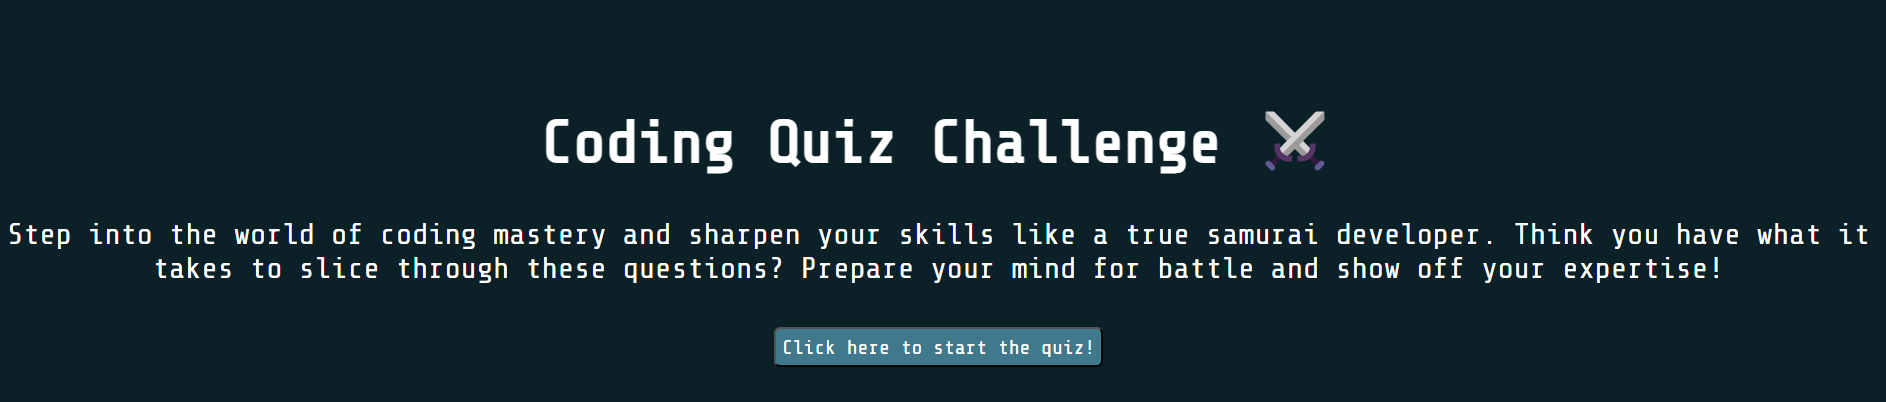 Coding Quiz Challenge ⚔
Step into the world of coding mastery and sharpen your skills like a true samurai developer. Think you have what it
takes to slice through these questions? Prepare your mind for battle and show off your expertise!
Click here to start the quiz!